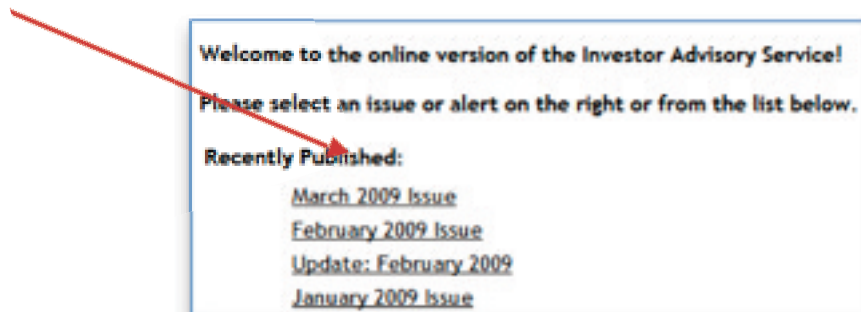 Welcome to the online version of the Investor Advisory Service!
Please select an issue or alert on the right or from the list below.
Recently Published:
March 2009 Issue
February 2009 Issue
Update: February 2009
January 2009 Issue